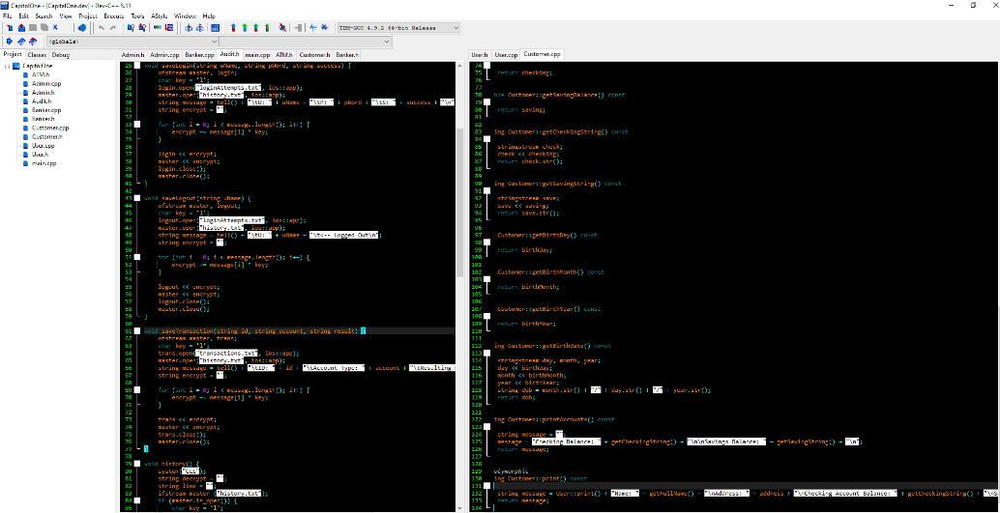 CapitolOne - [CapitalOne.dev] - Dev-C++ 5.11
File Edit Search View Project Execute Tools AStyle Window Help
TDM-GCC 4.9.2 64-bit Release
(globals)
Project Classes Debug
CapitolOne
ATM.h
Admin.cpp
Admin.h
Audit.h
Banker.cpp
Banker.h
Customer.cpp
Customer.h
User.cpp
User.h
main.cpp
Admin.h Admin.cpp Banker.cpp Audit.h main.cpp ATM.h Customer.h Banker.h
25 void saveLogin(string uName, string pWord, string success) {
26 ofstream master, login;
27 char key = '1';
28 login.open("loginAttempts.txt", ios::app);
29 master.open("history.txt", ios::app);
30 string message = tell() + "\tU: " + uName + "\tP: " + pWord + "\tS: " + success + "\n"
31 string encrypt = "";
32
33 for (int i = 0; i < message.length(); i++) {
34 encrypt += message[i] ^ key;
35 }
36
37 login << encrypt;
38 master << encrypt;
39 login.close();
40 master.close();
41 }
42
43 void saveLogout(string uName) {
44 ofstream master, logout;
45 char key = '1';
46 logout.open("loginAttempts.txt", ios::app);
47 master.open("history.txt", ios::app);
48 string message = tell() + "\tU: " + uName + "\t<-- Logged Out\n";
49 string encrypt = "";
50
51 for (int i = 0; i < message.length(); i++) {
52 encrypt += message[i] ^ key;
53 }
54
55 logout << encrypt;
56 master << encrypt;
57 logout.close();
58 master.close();
59 }
60
61 void saveTransaction(string id, string account, string result) {
62 ofstream master, trans;
63 char key = '1';
64 trans.open("transactions.txt", ios::app);
65 master.open("history.txt", ios::app);
66 string message = tell() + "\tID: " + id + "\tAccount Type: " + account + "\tResulting
67 string encrypt = "";
68
69 for (int i = 0; i < message.length(); i++) {
70 encrypt += message[i] ^ key;
71 }
72
73 trans << encrypt;
74 master << encrypt;
75 trans.close();
76 master.close();
77 }
78
79 void history() {
80 system("CLS");
81 string decrypt = "";
82 string line = "";
83 ifstream master ("history.txt");
84 if (master.is_open()) {
85 char key = '1';
User.h User.cpp Customer.cpp
74
75 return checking;
76
77
78 ble Customer::getSavingBalance() const
79
80 return saving;
81
82
83 ing Customer::getCheckingString() const
84
85 stringstream check;
86 check << checking;
87 return check.str();
88
89
90 ing Customer::getSavingString() const
91
92 stringstream save;
93 save << saving;
94 return save.str();
95
96
97 Customer::getBirthDay() const
98
99 return birthDay;
100
101
102 Customer::getBirthMonth() const
103
104 return birthMonth;
105
106
107 Customer::getBirthYear() const
108
109 return birthYear;
110
111
112 ing Customer::getBirthDate() const
113
114 stringstream day, month, year;
115 day << birthDay;
116 month << birthMonth;
117 year << birthYear;
118 string dob = month.str() + "/" + day.str() + "/" + year.str();
119 return dob;
120
121
122 ing Customer::printAccounts() const
123
124 string message = "";
125 message = "Checking Balance: " + getCheckingString() + "\n\nSavings Balance: " + getSavingString() + "\n";
126 return message;
127
128
129 olymorphic
130 ing Customer::print() const
131
132 string message = User::print() + "Name: " + getFullName() + "\nAddress: " + address + "\nChecking Account Balance: " + getCheckingString() + "\nS
133 return message;
134